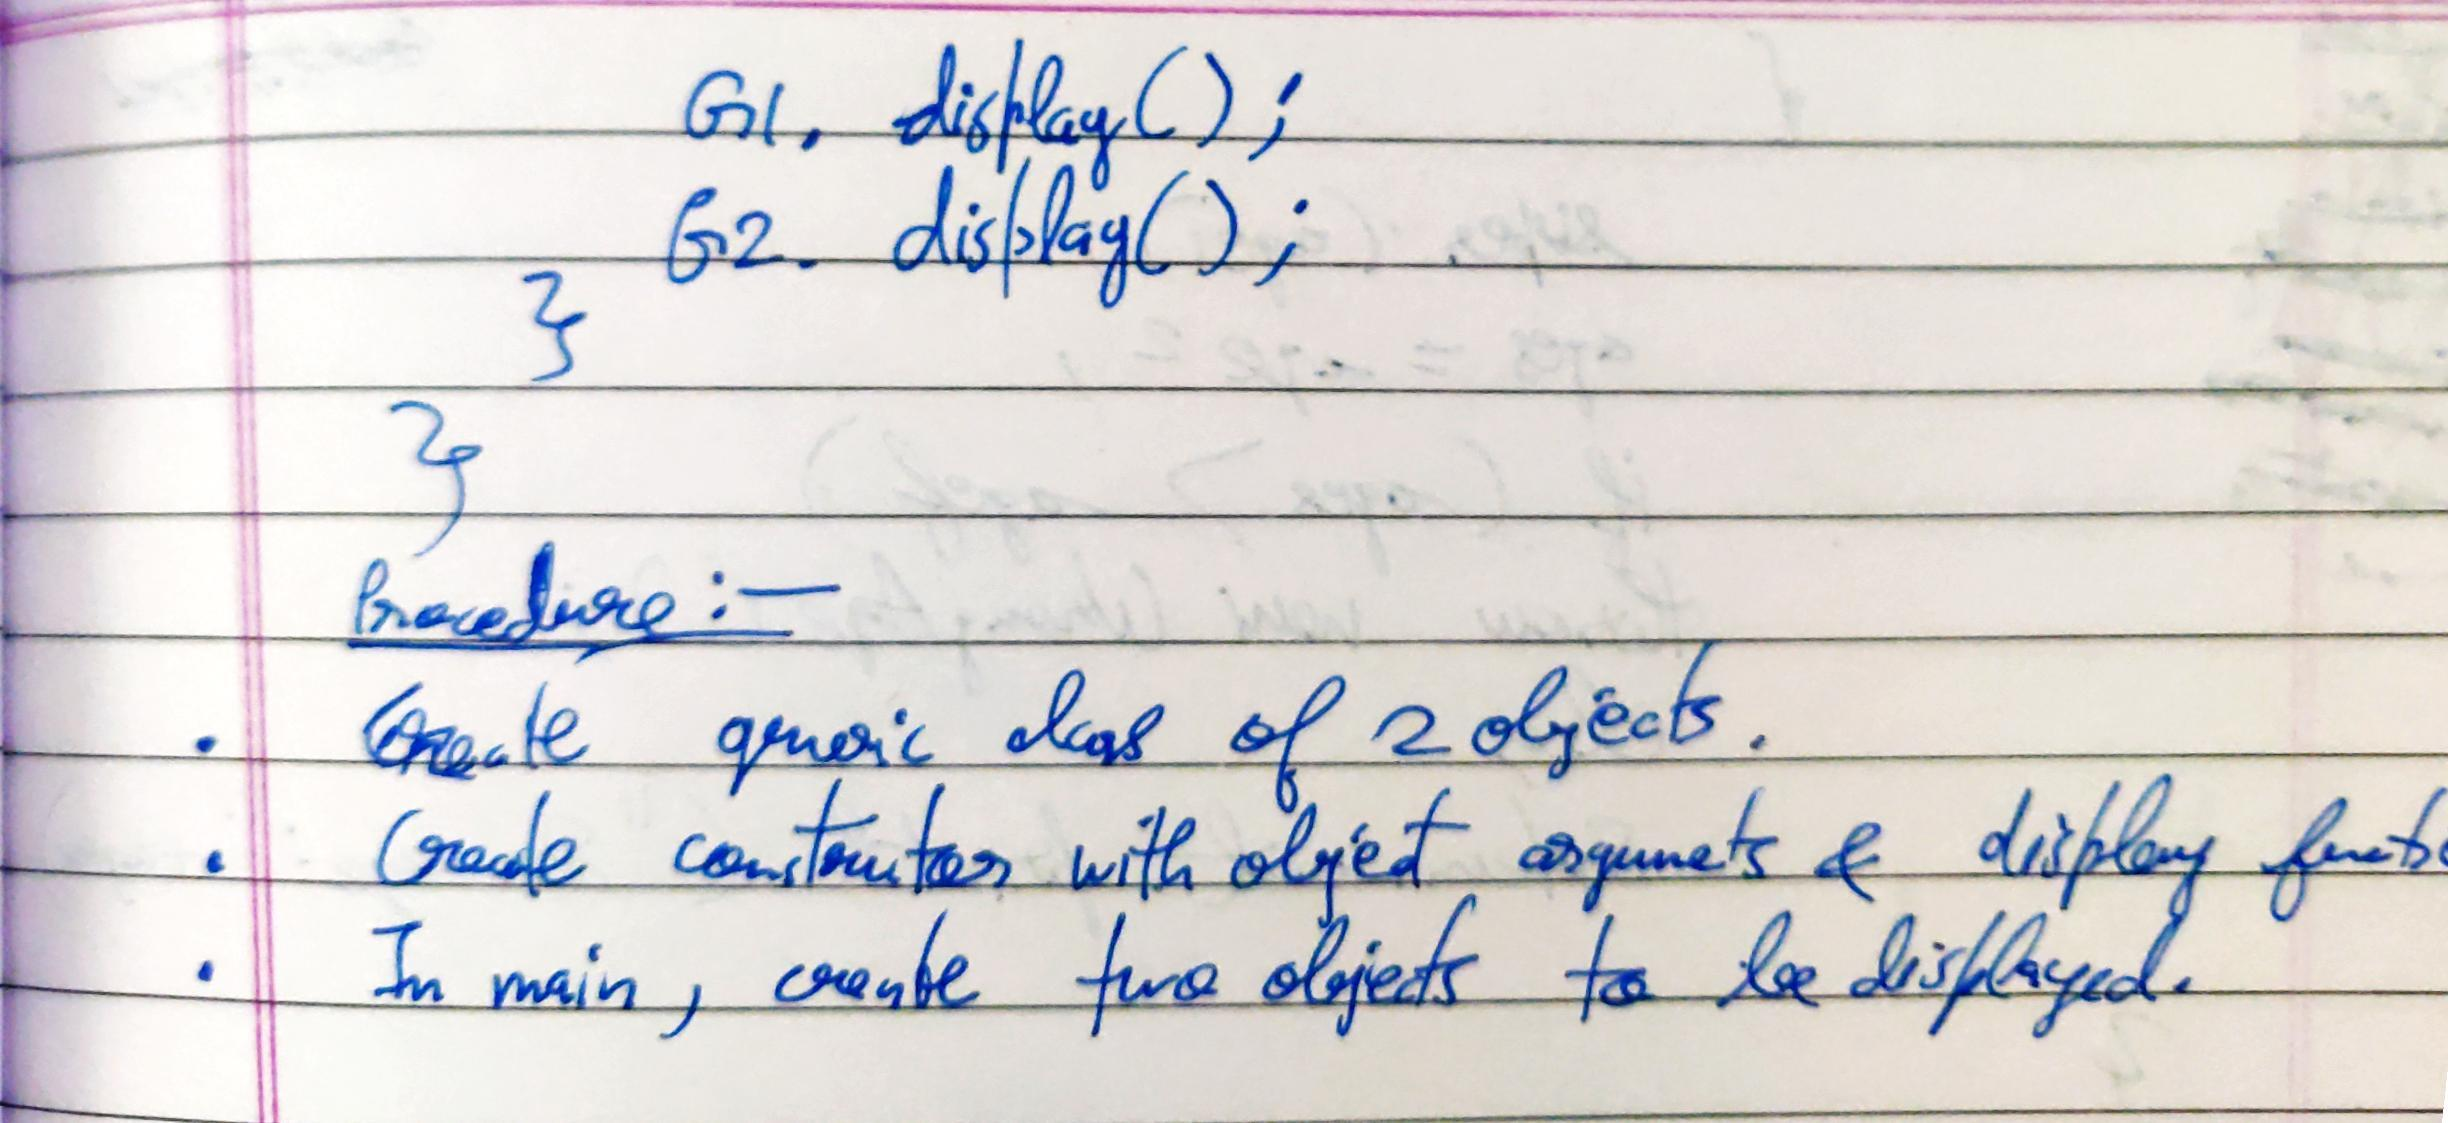 G1. display();
G2. display();
}
}
Procedure :-
. Create generic class of 2 objects.
. Create constructor with object argumets & display
. In main, create two objects to be displayed.